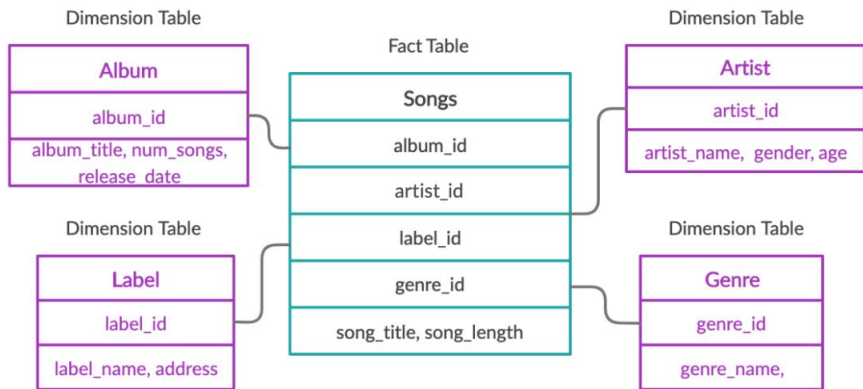 Dimension Table
Album
album_id
album_title, num_songs,
release_date
Fact Table
Songs
album_id
artist_id
label_id
genre_id
song_title, song_length
Dimension Table
Artist
artist_id
artist_name, gender, age
Dimension Table
Label
label_id
label_name, address
Dimension Table
Genre
genre_id
genre_name,